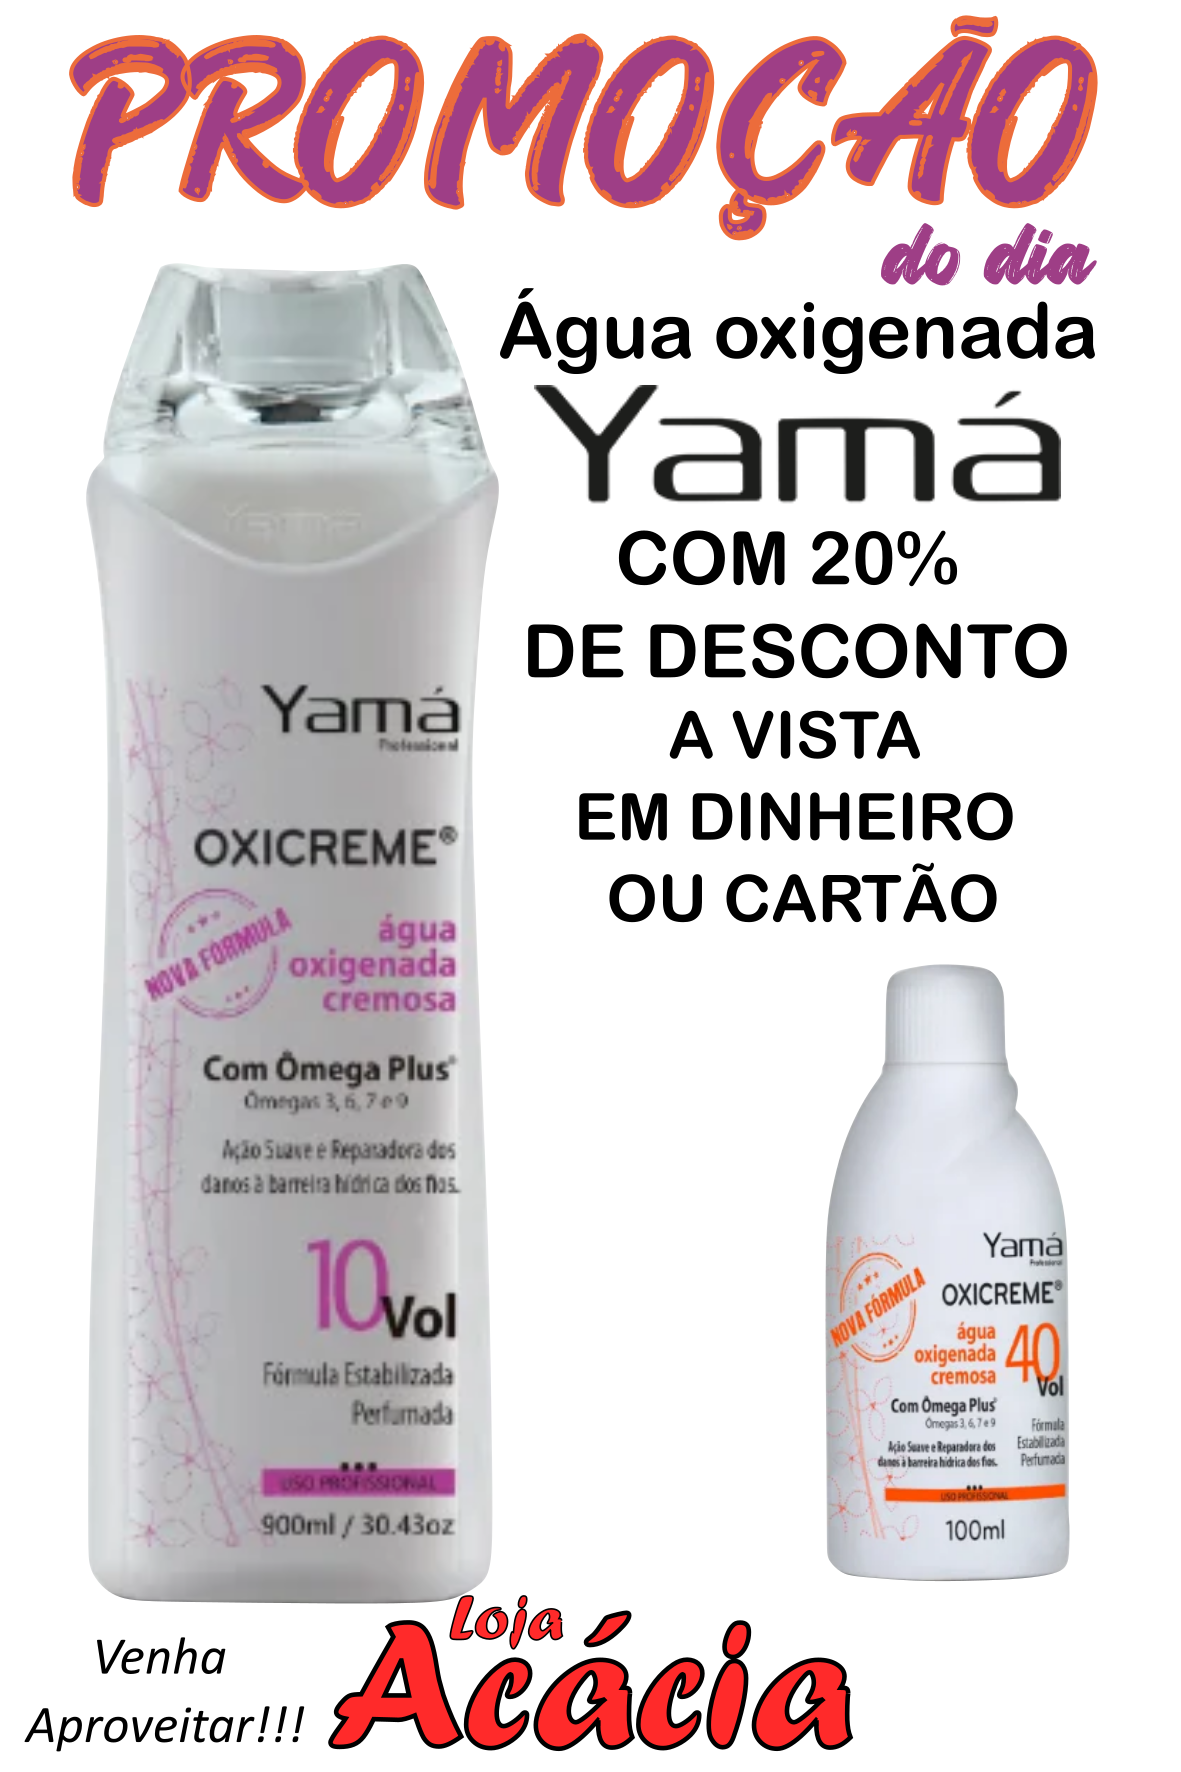 PROMOÇÃO
do dia
Água oxigenada
Yamá
COM 20%
DE DESCONTO
A VISTA
EM DINHEIRO
OU CARTÃO
Yamá
Yamá
Professional
OXICREME®
NOVA FÓRMULA
água
oxigenada
cremosa
Com Ômega Plus®
Ômegas 3, 6, 7 e 9
Ação Suave e Reparadora dos
danos à barreira hídrica dos fios.
10Vol
Fórmula Estabilizada
Perfumada
USO PROFISSIONAL
900ml / 30.43oz
Yamá
Professional
OXICREME®
NOVA FÓRMULA
água
oxigenada
cremosa
40
Vol
Com Ômega Plus®
Ômegas 3, 6, 7 e 9
Ação Suave e Reparadora dos
danos à barreira hídrica dos fios.
Fórmula
Estabilizada
Perfumada
USO PROFISSIONAL
100ml
Venha
Aproveitar!!!
Loja
Acácia